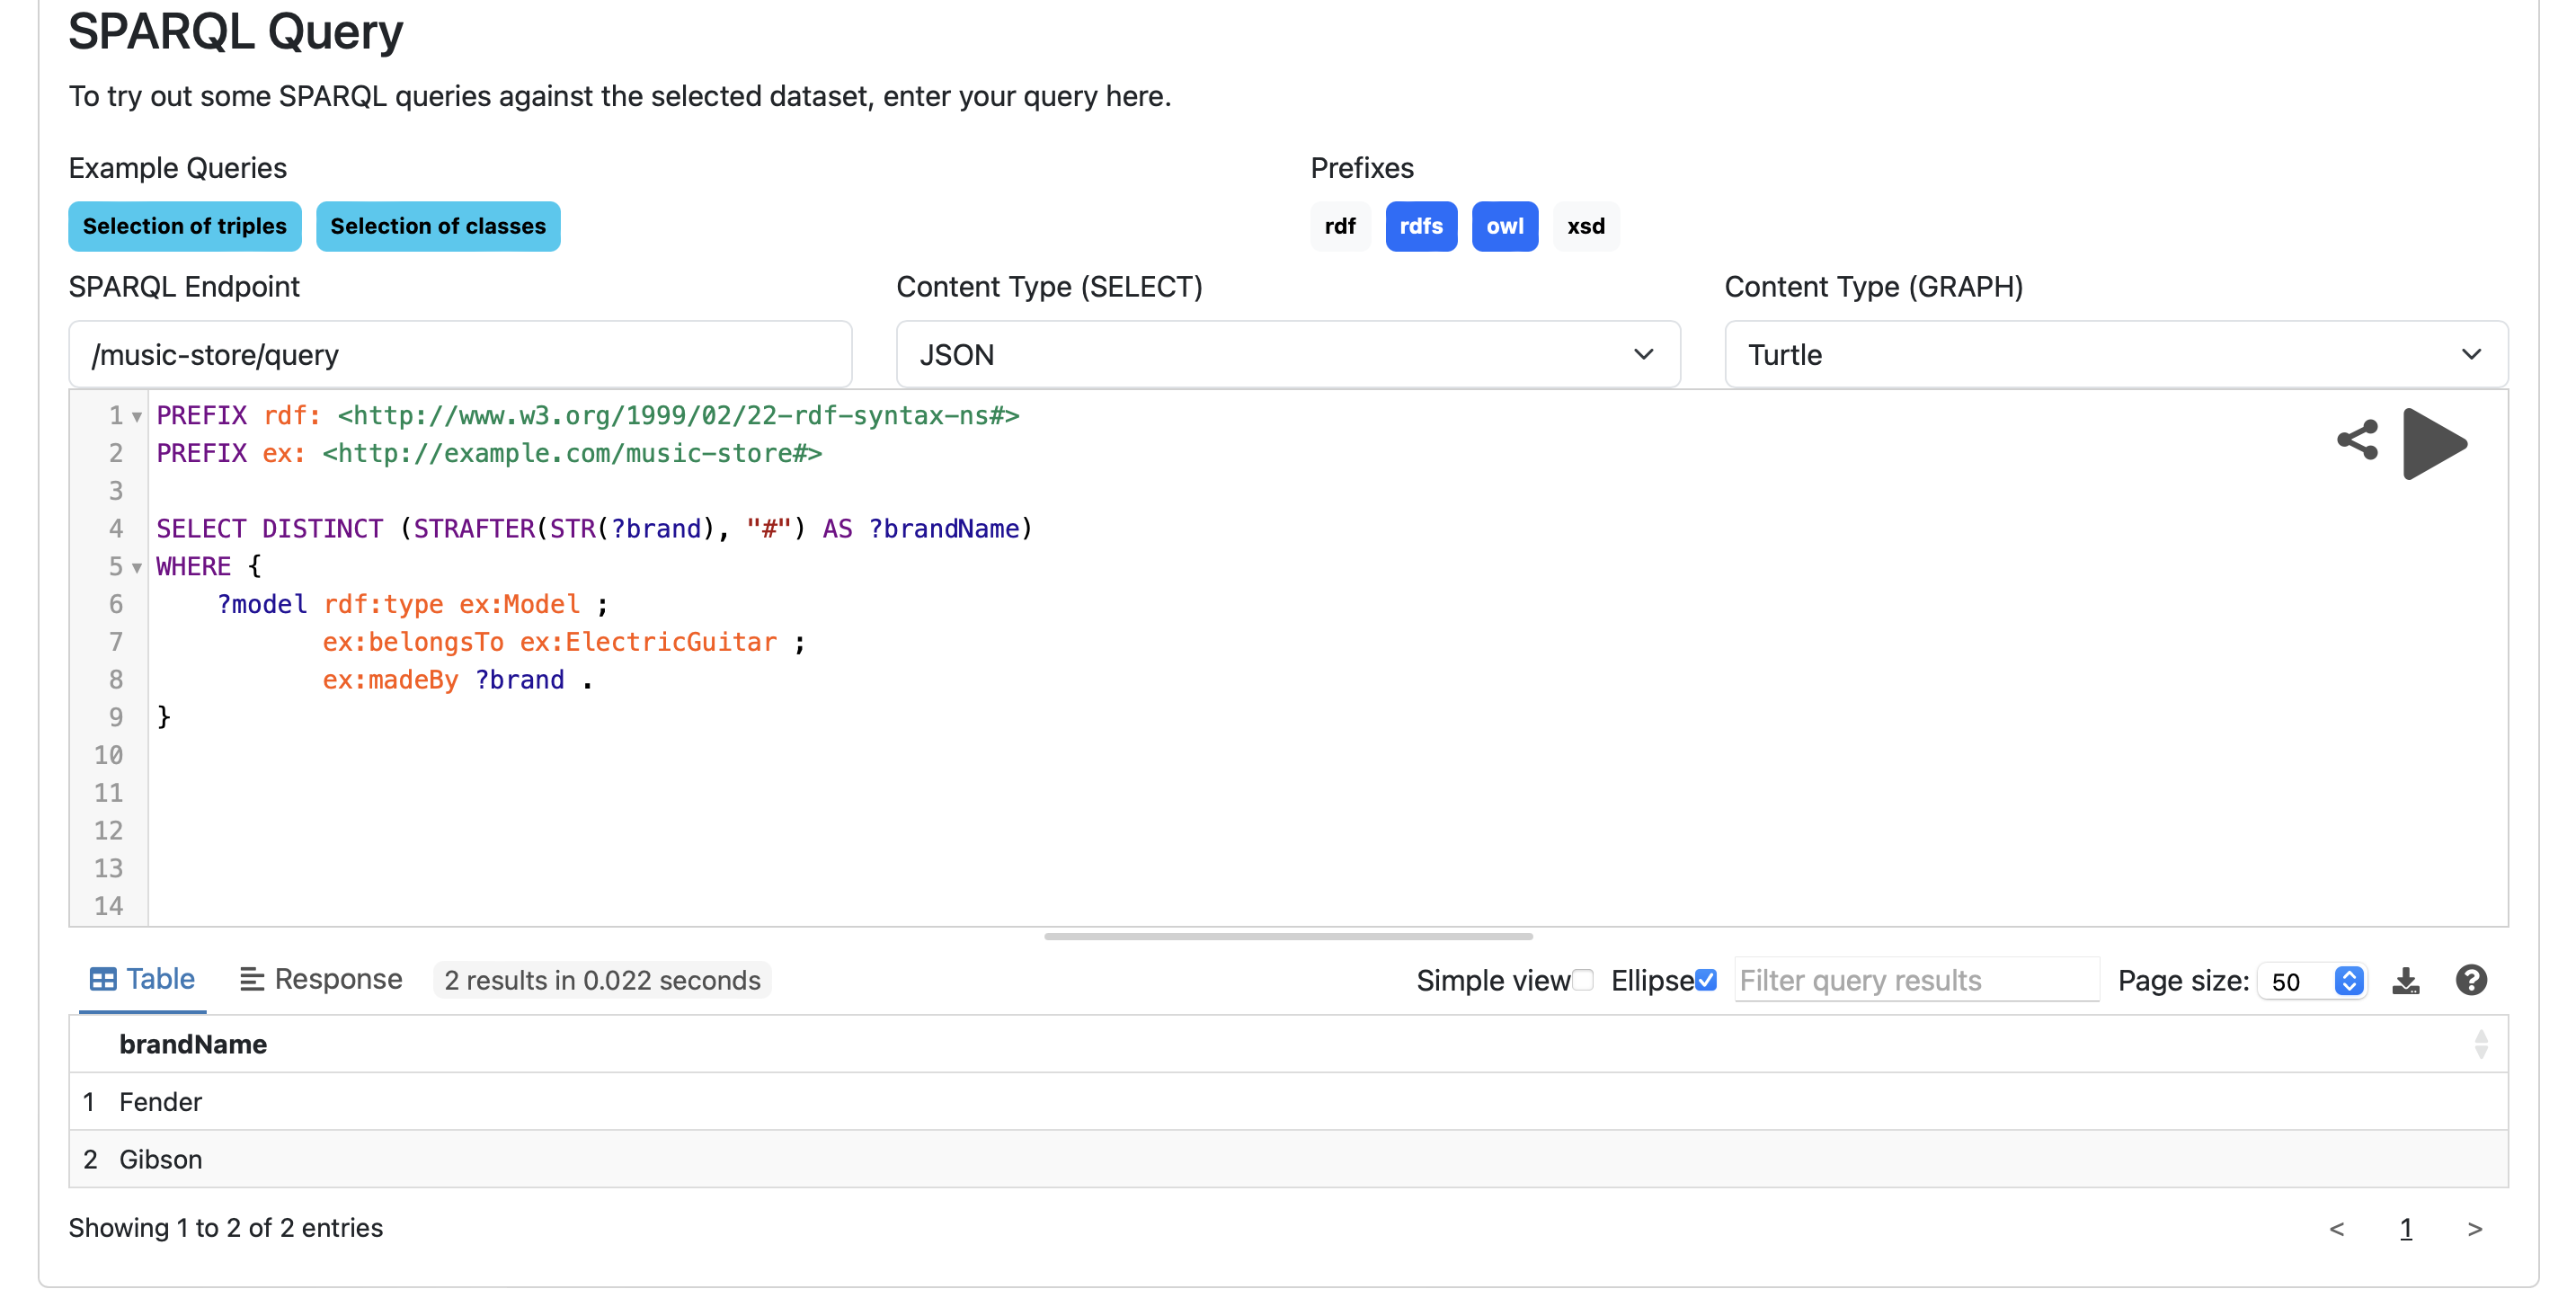 SPARQL Query
To try out some SPARQL queries against the selected dataset, enter your query here.
Example Queries
Prefixes
Selection of triples
Selection of classes
rdf
rdfs
owl
xsd
SPARQL Endpoint
Content Type (SELECT)
Content Type (GRAPH)
/music-store/query
JSON
Turtle
1 PREFIX rdf: <http://www.w3.org/1999/02/22-rdf-syntax-ns#>
2 PREFIX ex: <http://example.com/music-store#>
3
4 SELECT DISTINCT (STRAFTER(STR(?brand), "#") AS ?brandName)
5 WHERE {
6 ?model rdf:type ex:Model ;
7 ex:belongsTo ex:ElectricGuitar ;
8 ex:madeBy ?brand .
9 }
10
11
12
13
14
Table
Response
2 results in 0.022 seconds
Simple view
Ellipse
Filter query results
Page size: 50
brandName
1 Fender
2 Gibson
Showing 1 to 2 of 2 entries
< 1 >